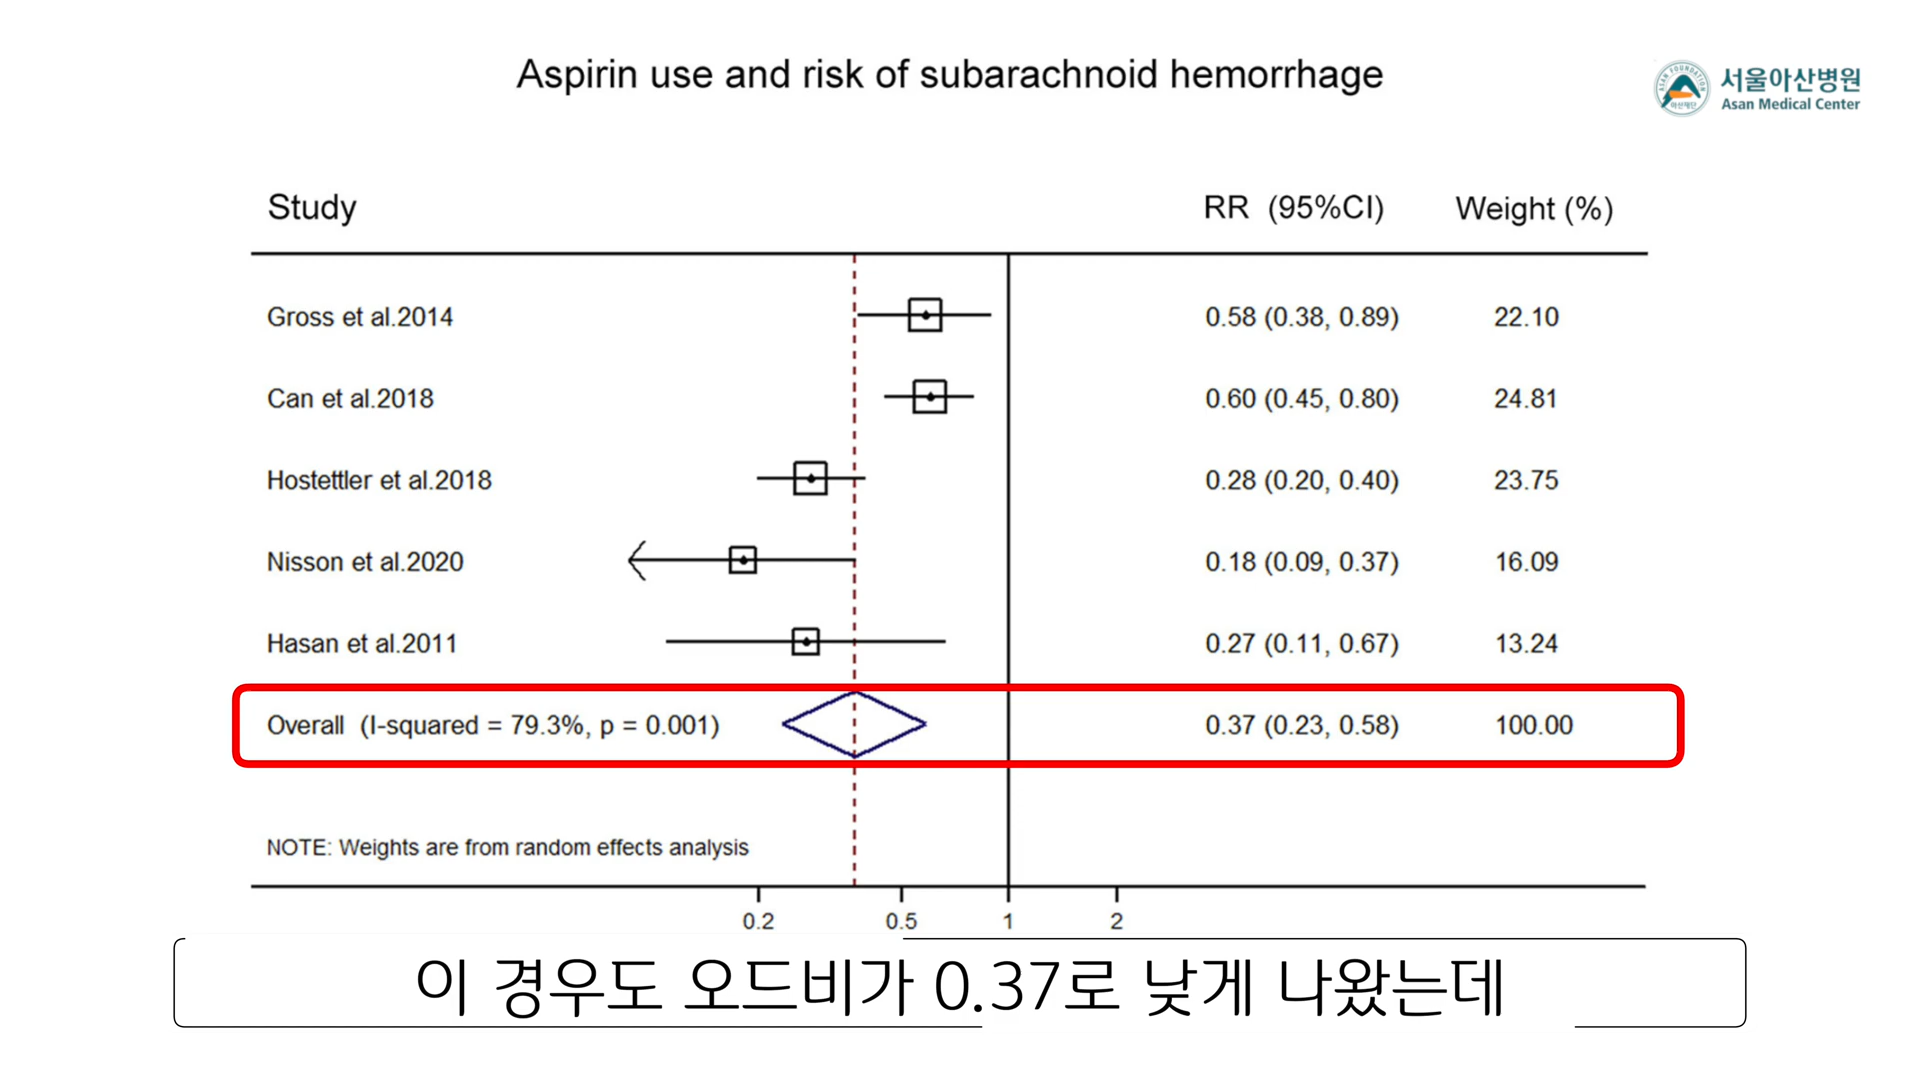 Aspirin use and risk of subarachnoid hemorrhage
서울아산병원
Asan Medical Center
ASAN FOUNDATION
아산재단
Study RR (95%CI) Weight (%)
Gross et al.2014 0.58 (0.38, 0.89) 22.10
Can et al.2018 0.60 (0.45, 0.80) 24.81
Hostettler et al.2018 0.28 (0.20, 0.40) 23.75
Nisson et al.2020 0.18 (0.09, 0.37) 16.09
Hasan et al.2011 0.27 (0.11, 0.67) 13.24
Overall (I-squared = 79.3%, p = 0.001) 0.37 (0.23, 0.58) 100.00
NOTE: Weights are from random effects analysis
0.2 0.5 1 2
이 경우도 오드비가 0.37로 낮게 나왔는데